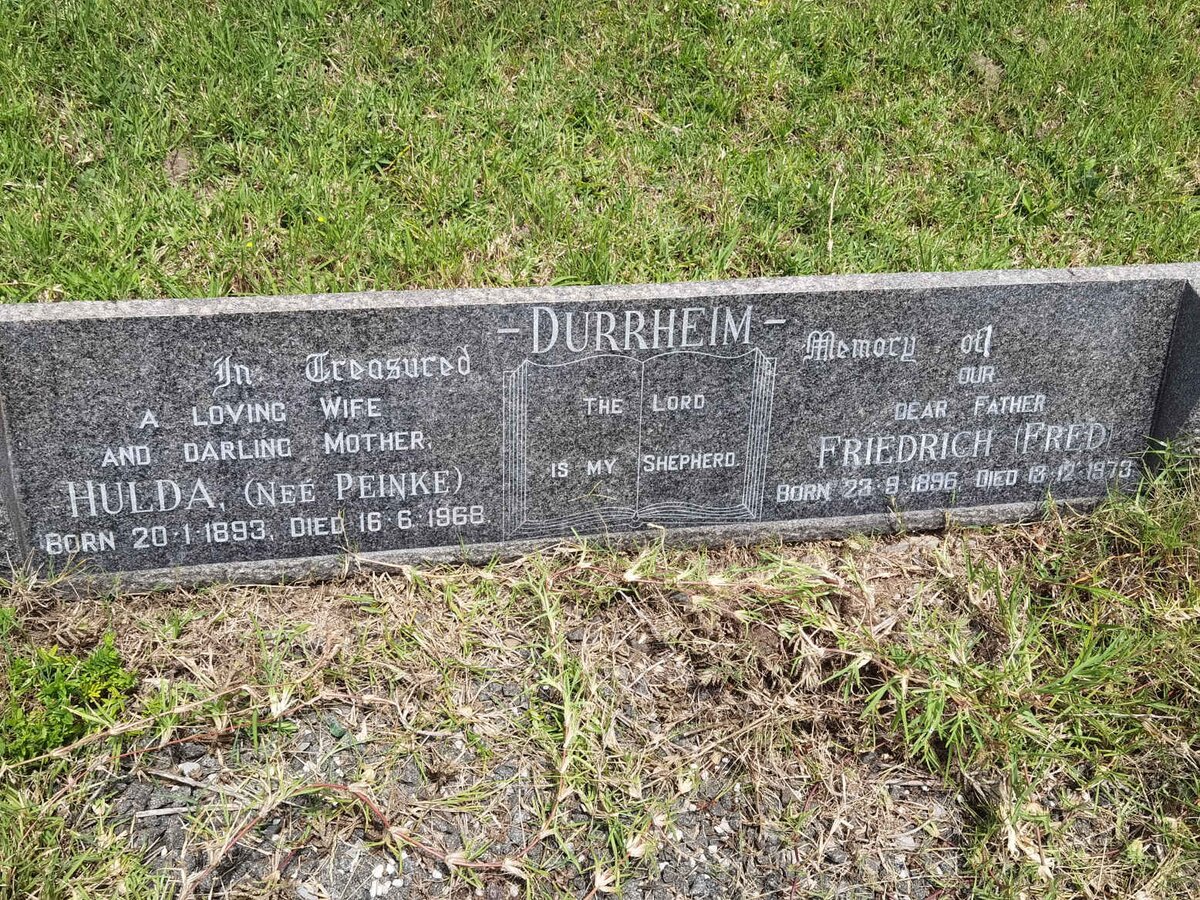 - DURRHEIM -
In Treasured
A LOVING WIFE
AND DARLING MOTHER,
HULDA, (NEÉ PEINKE)
BORN 20·1·1893, DIED 16·6·1968.
THE LORD
IS MY SHEPHERD.
Memory of
OUR
DEAR FATHER
FRIEDRICH (FRED)
BORN 23·9·1896, DIED 13·12·1973